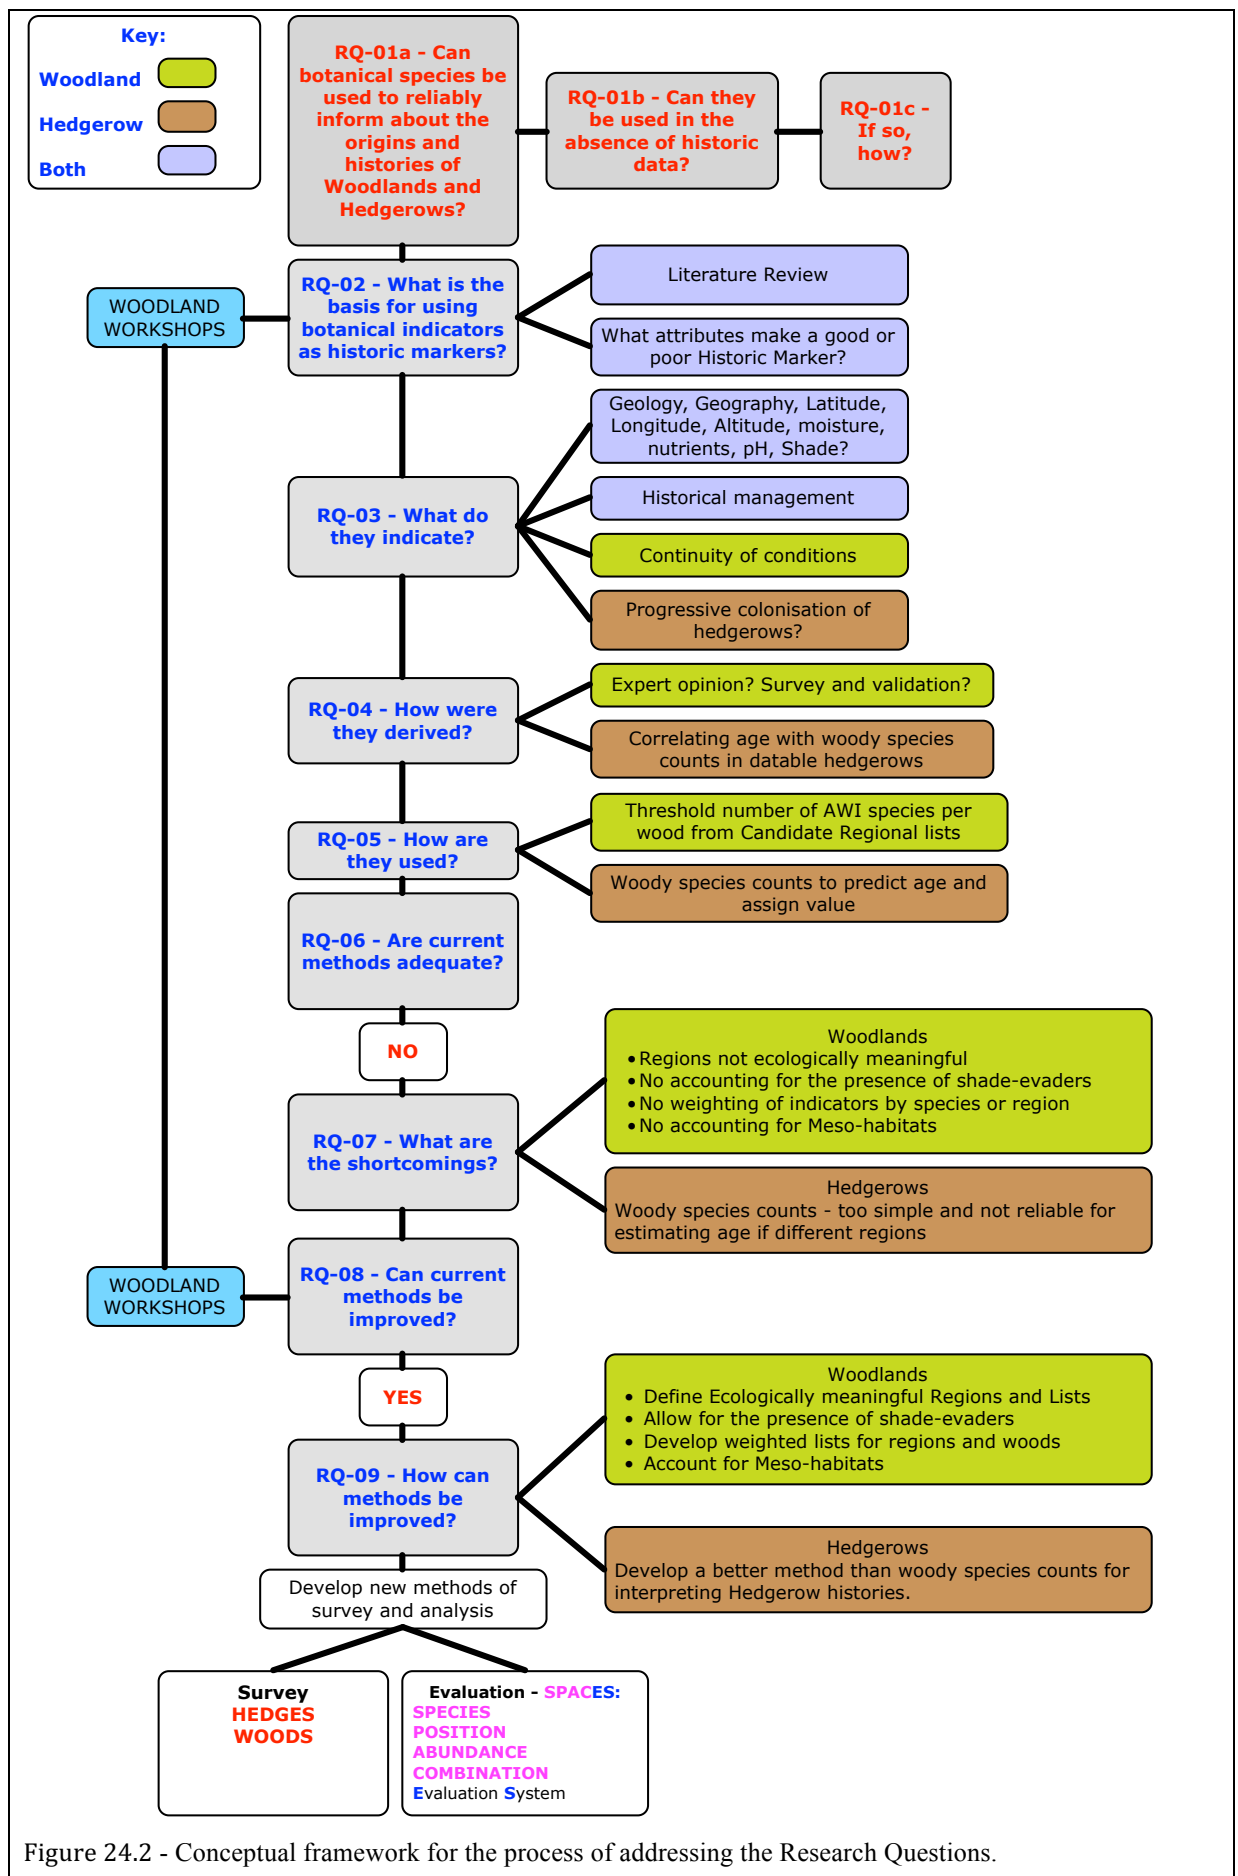 Key:
Woodland
Hedgerow
Both
RQ-01a - Can
botanical species be
used to reliably
inform about the
origins and
histories of
Woodlands and
Hedgerows?
RQ-01b - Can they
be used in the
absence of historic
data?
RQ-01c -
If so,
how?
WOODLAND
WORKSHOPS
RQ-02 - What is the
basis for using
botanical indicators
as historic markers?
Literature Review
What attributes make a good or
poor Historic Marker?
RQ-03 - What do
they indicate?
Geology, Geography, Latitude,
Longitude, Altitude, moisture,
nutrients, pH, Shade?
Historical management
Continuity of conditions
Progressive colonisation of
hedgerows?
RQ-04 - How were
they derived?
Expert opinion? Survey and validation?
Correlating age with woody species
counts in datable hedgerows
RQ-05 - How are
they used?
Threshold number of AWI species per
wood from Candidate Regional lists
Woody species counts to predict age and
assign value
RQ-06 - Are current
methods adequate?
NO
RQ-07 - What are
the shortcomings?
Woodlands
•Regions not ecologically meaningful
•No accounting for the presence of shade-evaders
•No weighting of indicators by species or region
•No accounting for Meso-habitats
Hedgerows
Woody species counts - too simple and not reliable for
estimating age if different regions
WOODLAND
WORKSHOPS
RQ-08 - Can current
methods be
improved?
YES
RQ-09 - How can
methods be
improved?
Woodlands
• Define Ecologically meaningful Regions and Lists
• Allow for the presence of shade-evaders
• Develop weighted lists for regions and woods
• Account for Meso-habitats
Hedgerows
Develop a better method than woody species counts for
interpreting Hedgerow histories.
Develop new methods of
survey and analysis
Survey
HEDGES
WOODS
Evaluation - SPACES:
SPECIES
POSITION
ABUNDANCE
COMBINATION
Evaluation System
Figure 24.2 - Conceptual framework for the process of addressing the Research Questions.